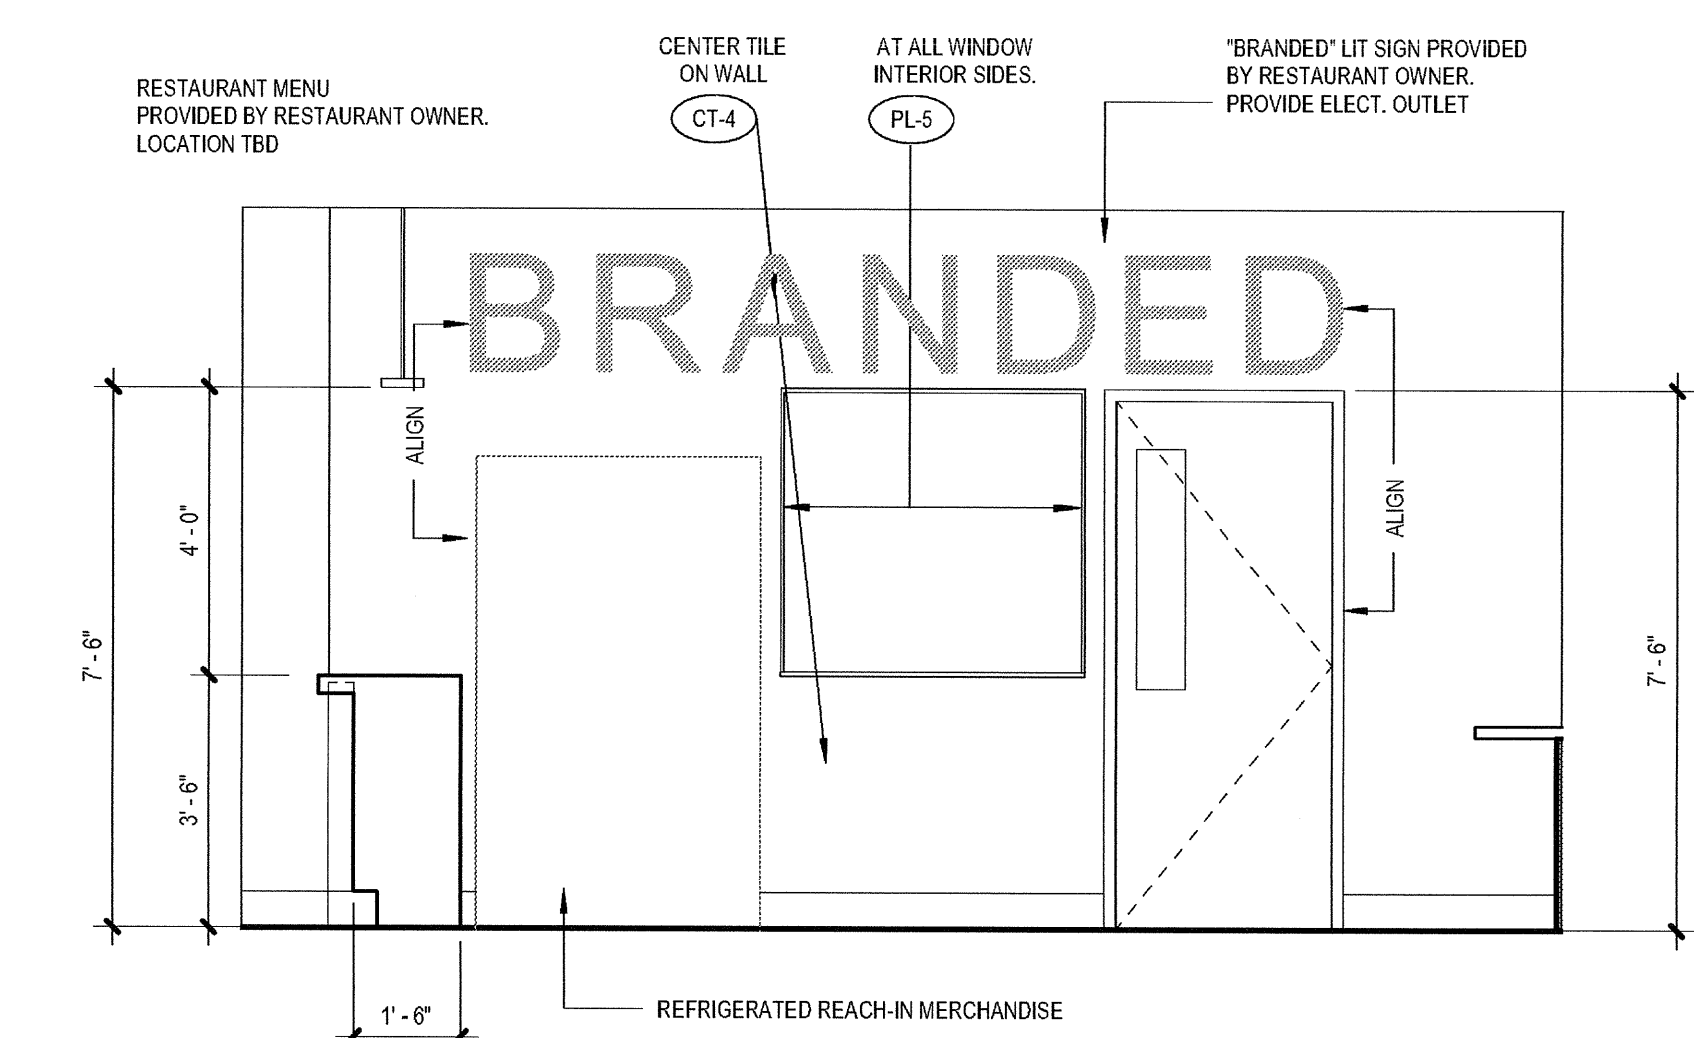 RESTAURANT MENU
PROVIDED BY RESTAURANT OWNER.
LOCATION TBD
CENTER TILE
ON WALL
CT-4
AT ALL WINDOW
INTERIOR SIDES.
PL-5
"BRANDED" LIT SIGN PROVIDED
BY RESTAURANT OWNER.
PROVIDE ELECT. OUTLET
BRANDED
ALIGN
ALIGN
4' - 0"
7' - 6"
3' - 6"
7' - 6"
1' - 6"
REFRIGERATED REACH-IN MERCHANDISE